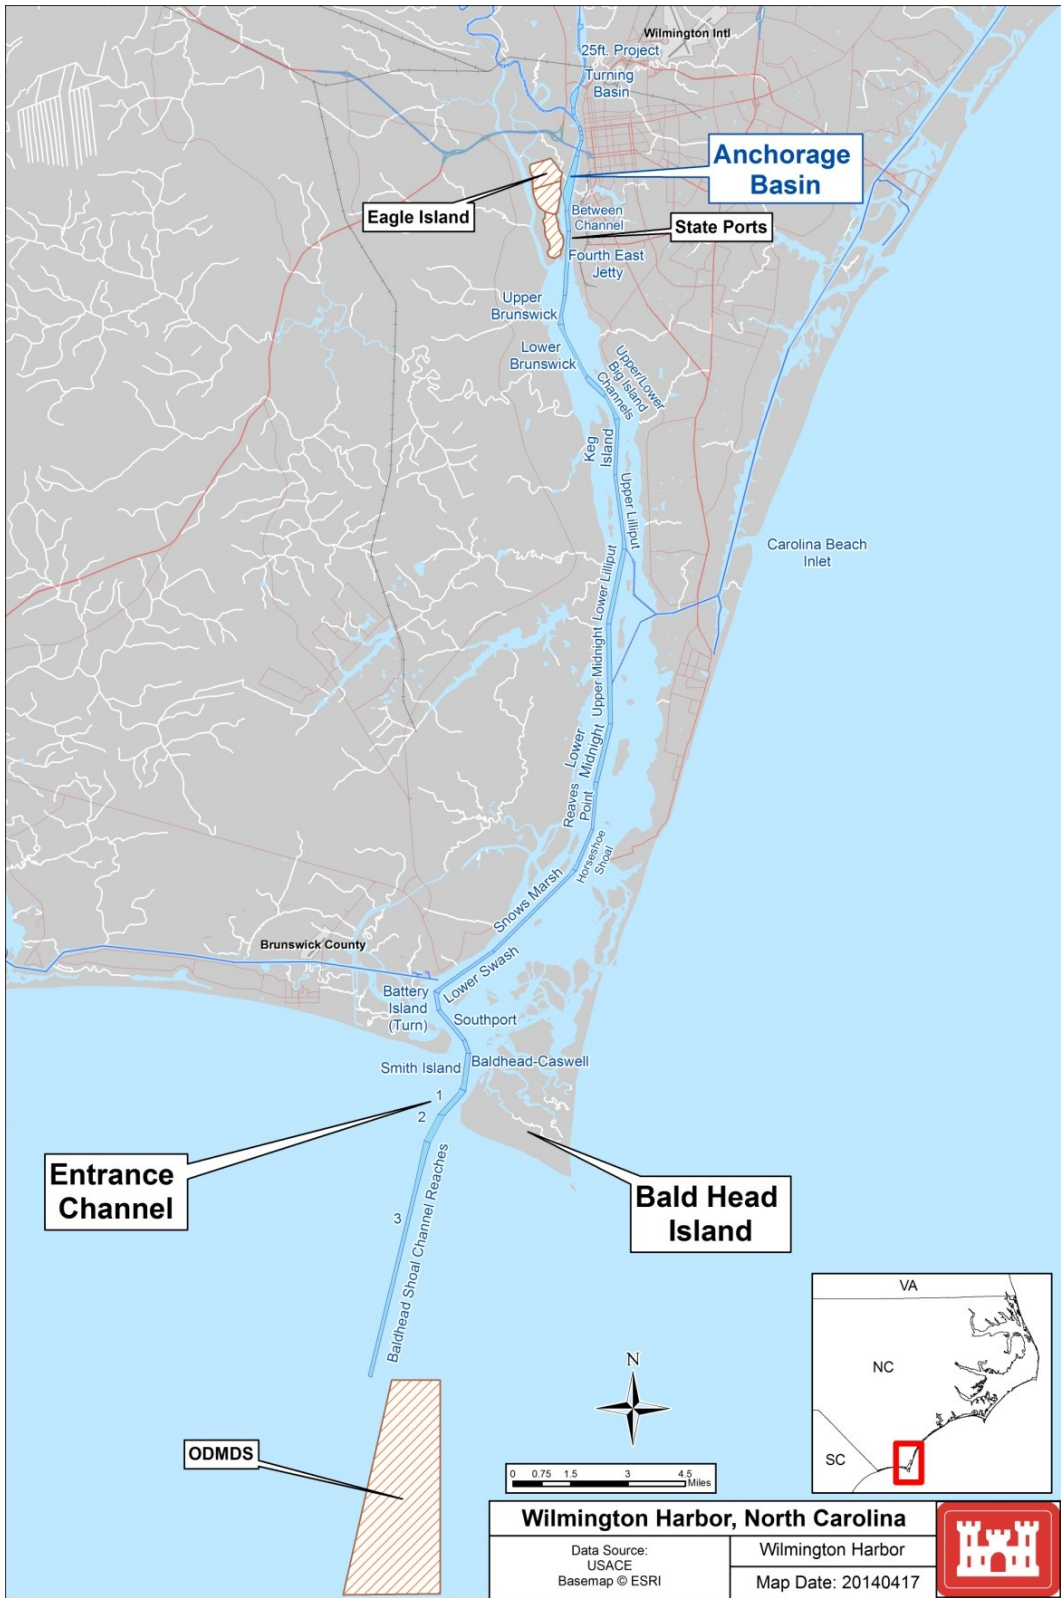 Wilmington Intl
25ft. Project
Turning
Basin
Anchorage
Basin
Eagle Island
Between
Channel
State Ports
Fourth East
Jetty
Upper
Brunswick
Lower
Brunswick
Upper/Lower
Big Island
Channels
Keg
Island
Upper Lilliput
Carolina Beach
Inlet
Lower Lilliput
Upper Midnight
Lower
Midnight
Reaves
Point
Horseshoe
Shoal
Snows Marsh
Brunswick County
Lower Swash
Battery
Island
(Turn)
Southport
Smith Island
Baldhead-Caswell
1
2
Entrance
Channel
Bald Head
Island
3
Baldhead Shoal Channel Reaches
VA
NC
SC
N
ODMDS
0 0.75 1.5 3 4.5
Miles
Wilmington Harbor, North Carolina
Data Source:
USACE
Basemap © ESRI
Wilmington Harbor
Map Date: 20140417